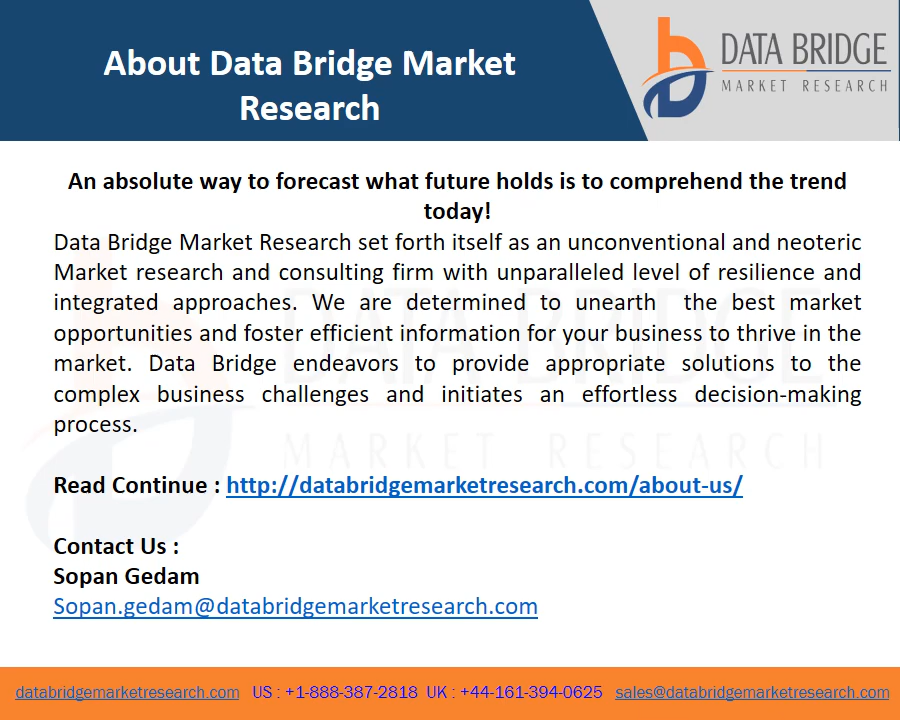 About Data Bridge Market
Research
DATA BRIDGE
MARKET RESEARCH
An absolute way to forecast what future holds is to comprehend the trend
today!
Data Bridge Market Research set forth itself as an unconventional and neoteric
Market research and consulting firm with unparalleled level of resilience and
integrated approaches. We are determined to unearth the best market
opportunities and foster efficient information for your business to thrive in the
market. Data Bridge endeavors to provide appropriate solutions to the
complex business challenges and initiates an effortless decision-making
process.
DATA BRIDGE
MARKET RESEARCH
Read Continue : http://databridgemarketresearch.com/about-us/
Contact Us :
Sopan Gedam
Sopan.gedam@databridgemarketresearch.com
databridgemarketresearch.com US : +1-888-387-2818 UK : +44-161-394-0625 sales@databridgemarketresearch.com